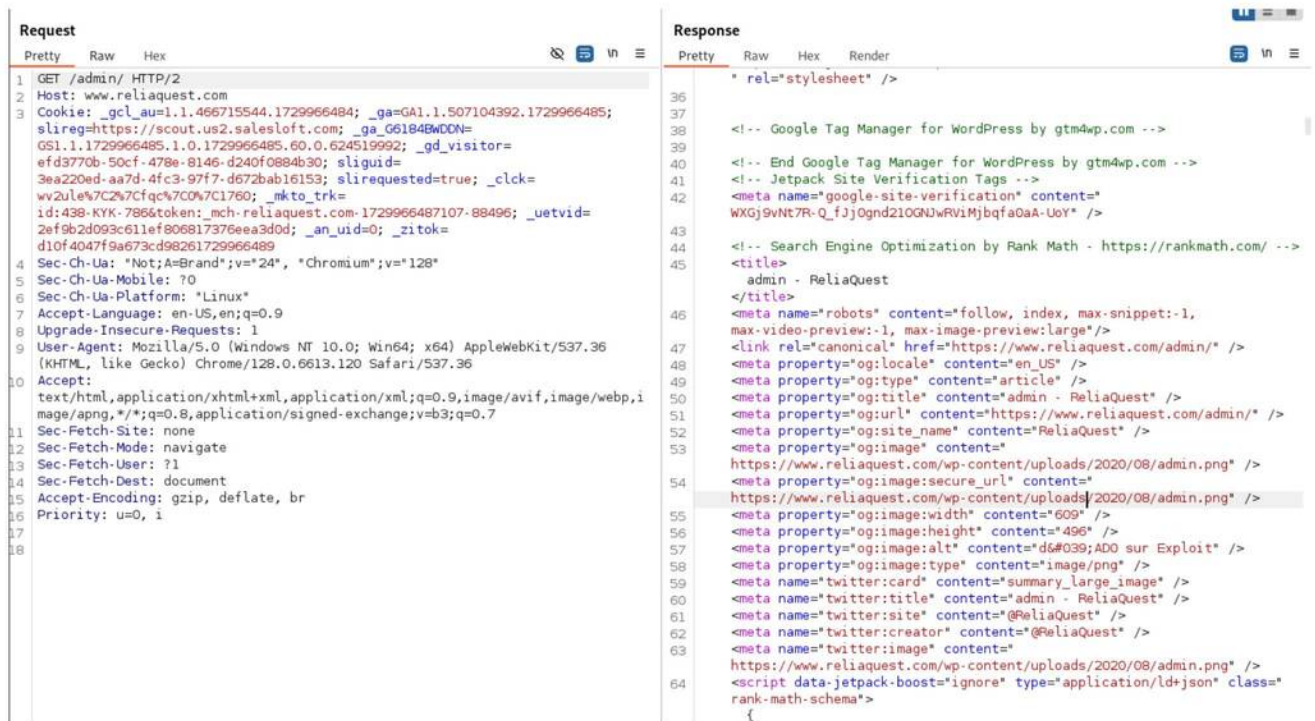 Request
Pretty Raw Hex
\n
1 GET /admin/ HTTP/2
2 Host: www.reliaquest.com
3 Cookie: _gcl_au=1.1.466715544.1729966484; _ga=GA1.1.507104392.1729966485;
slireg=https://scout.us2.salesloft.com; _ga_G6184BWDDN=
GS1.1.1729966485.1.0.1729966485.60.0.624519992; _gd_visitor=
efd3770b-50cf-478e-8146-d240f0884b30; sliguid=
3ea220ed-aa7d-4fc3-97f7-d672bab16153; slirequested=true; _clck=
wv2ule%7C2%7Cfqc%7C0%7C1760; _mkto_trk=
id:438-KYK-786&token:_mch-reliaquest.com-1729966487107-88496; _uetvid=
2ef9b2d093c611ef806817376eea3d0d; _an_uid=0; _zitok=
d10f4047f9a673cd98261729966489
4 Sec-Ch-Ua: "Not;A=Brand";v="24", "Chromium";v="128"
5 Sec-Ch-Ua-Mobile: ?0
6 Sec-Ch-Ua-Platform: "Linux"
7 Accept-Language: en-US,en;q=0.9
8 Upgrade-Insecure-Requests: 1
9 User-Agent: Mozilla/5.0 (Windows NT 10.0; Win64; x64) AppleWebKit/537.36
(KHTML, like Gecko) Chrome/128.0.6613.120 Safari/537.36
10 Accept:
text/html,application/xhtml+xml,application/xml;q=0.9,image/avif,image/webp,i
mage/apng,*/*;q=0.8,application/signed-exchange;v=b3;q=0.7
11 Sec-Fetch-Site: none
12 Sec-Fetch-Mode: navigate
13 Sec-Fetch-User: ?1
14 Sec-Fetch-Dest: document
15 Accept-Encoding: gzip, deflate, br
16 Priority: u=0, i
17
18
Response
Pretty Raw Hex Render
\n
" rel="stylesheet" />
36
37
38 <!-- Google Tag Manager for WordPress by gtm4wp.com -->
39
40 <!-- End Google Tag Manager for WordPress by gtm4wp.com -->
41 <!-- Jetpack Site Verification Tags -->
42 <meta name="google-site-verification" content="
WXGj9vNt7R-Q_fJjOgnd21OGNJwRViMjbqfaOaA-UoY" />
43
44 <!-- Search Engine Optimization by Rank Math - https://rankmath.com/ -->
45 <title>
admin - ReliaQuest
</title>
46 <meta name="robots" content="follow, index, max-snippet:-1,
max-video-preview:-1, max-image-preview:large"/>
47 <link rel="canonical" href="https://www.reliaquest.com/admin/" />
48 <meta property="og:locale" content="en_US" />
49 <meta property="og:type" content="article" />
50 <meta property="og:title" content="admin - ReliaQuest" />
51 <meta property="og:url" content="https://www.reliaquest.com/admin/" />
52 <meta property="og:site_name" content="ReliaQuest" />
53 <meta property="og:image" content="
https://www.reliaquest.com/wp-content/uploads/2020/08/admin.png" />
54 <meta property="og:image:secure_url" content="
https://www.reliaquest.com/wp-content/uploads/2020/08/admin.png" />
55 <meta property="og:image:width" content="609" />
56 <meta property="og:image:height" content="496" />
57 <meta property="og:image:alt" content="d&#039;ADO sur Exploit" />
58 <meta property="og:image:type" content="image/png" />
59 <meta name="twitter:card" content="summary_large_image" />
60 <meta name="twitter:title" content="admin - ReliaQuest" />
61 <meta name="twitter:site" content="@ReliaQuest" />
62 <meta name="twitter:creator" content="@ReliaQuest" />
63 <meta name="twitter:image" content="
https://www.reliaquest.com/wp-content/uploads/2020/08/admin.png" />
64 <script data-jetpack-boost="ignore" type="application/ld+json" class="
rank-math-schema">
{